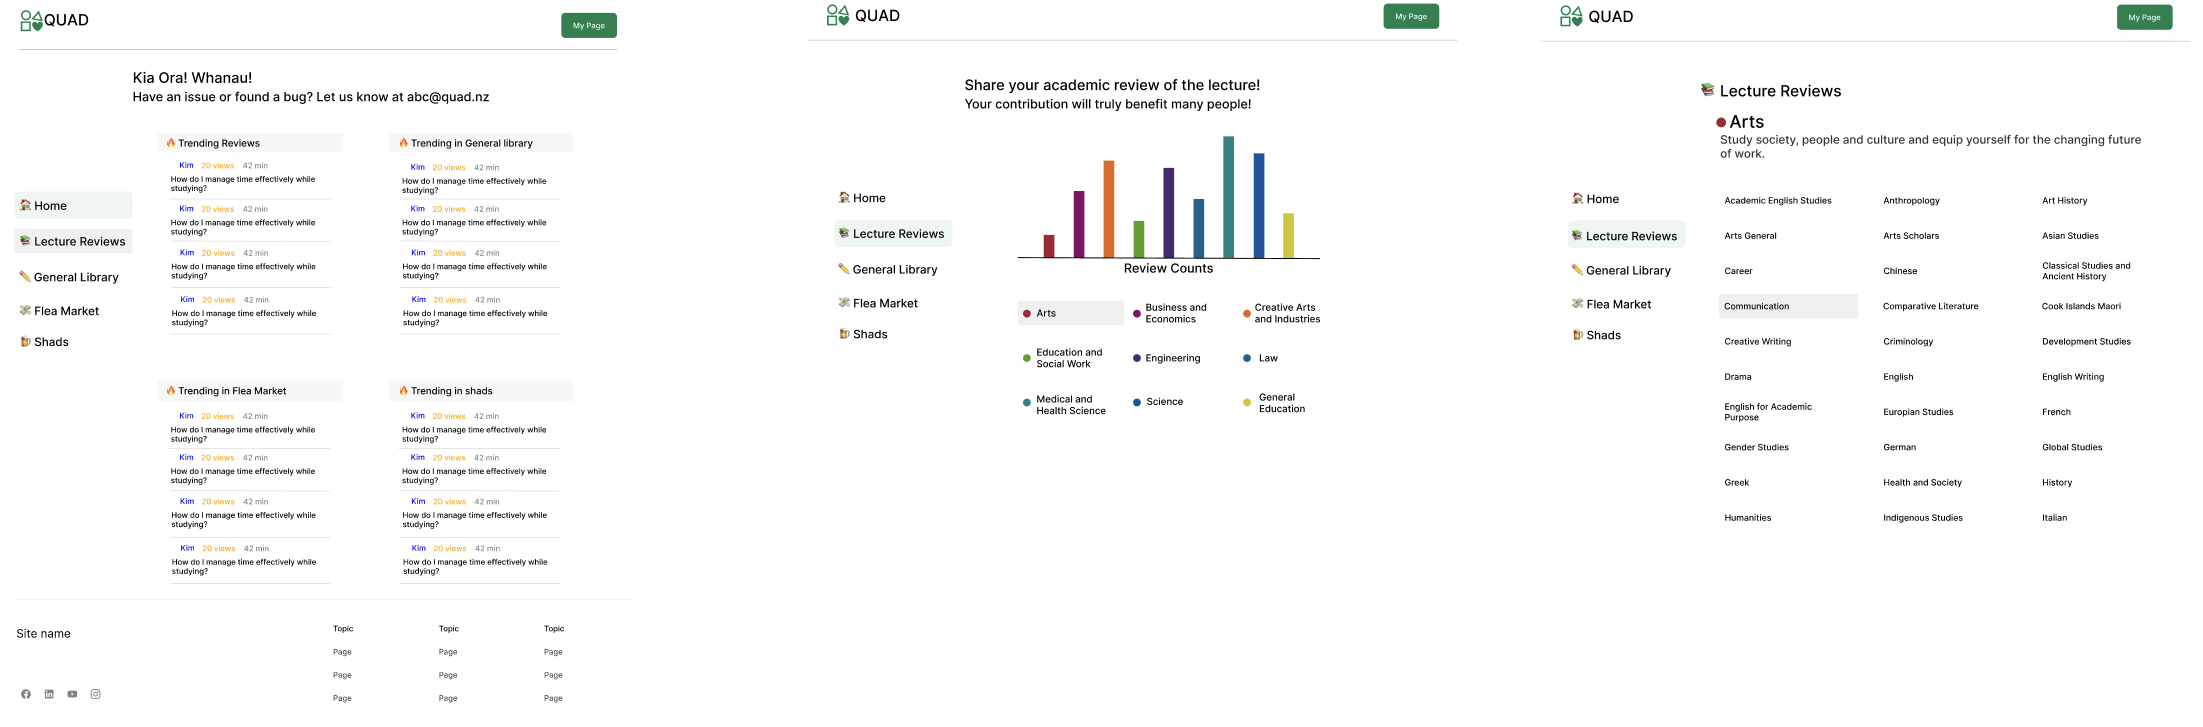 QUAD
My Page
Kia Ora! Whanau!
Have an issue or found a bug? Let us know at abc@quad.nz
Home
Lecture Reviews
General Library
Flea Market
Shads
Trending Reviews
Kim 20 views 42 min
How do I manage time effectively while
studying?
Kim 20 views 42 min
How do I manage time effectively while
studying?
Kim 20 views 42 min
How do I manage time effectively while
studying?
Kim 20 views 42 min
How do I manage time effectively while
studying?
Trending in General library
Kim 20 views 42 min
How do I manage time effectively while
studying?
Kim 20 views 42 min
How do I manage time effectively while
studying?
Kim 20 views 42 min
How do I manage time effectively while
studying?
Kim 20 views 42 min
How do I manage time effectively while
studying?
Trending in Flea Market
Kim 20 views 42 min
How do I manage time effectively while
studying?
Kim 20 views 42 min
How do I manage time effectively while
studying?
Kim 20 views 42 min
How do I manage time effectively while
studying?
Kim 20 views 42 min
How do I manage time effectively while
studying?
Trending in shads
Kim 20 views 42 min
How do I manage time effectively while
studying?
Kim 20 views 42 min
How do I manage time effectively while
studying?
Kim 20 views 42 min
How do I manage time effectively while
studying?
Kim 20 views 42 min
How do I manage time effectively while
studying?
Site name
Topic
Page
Page
Page
Topic
Page
Page
Page
Topic
Page
Page
Page
QUAD
My Page
Share your academic review of the lecture!
Your contribution will truly benefit many people!
Home
Lecture Reviews
General Library
Flea Market
Shads
Review Counts
Arts
Business and
Economics
Creative Arts
and Industries
Education and
Social Work
Engineering
Law
Medical and
Health Science
Science
General
Education
QUAD
My Page
Lecture Reviews
Arts
Study society, people and culture and equip yourself for the changing future
of work.
Home
Lecture Reviews
General Library
Flea Market
Shads
Academic English Studies
Anthropology
Art History
Arts General
Arts Scholars
Asian Studies
Career
Chinese
Classical Studies and
Ancient History
Communication
Comparative Literature
Cook Islands Maori
Creative Writing
Criminology
Development Studies
Drama
English
English Writing
English for Academic
Purpose
Europian Studies
French
Gender Studies
German
Global Studies
Greek
Health and Society
History
Humanities
Indigenous Studies
Italian